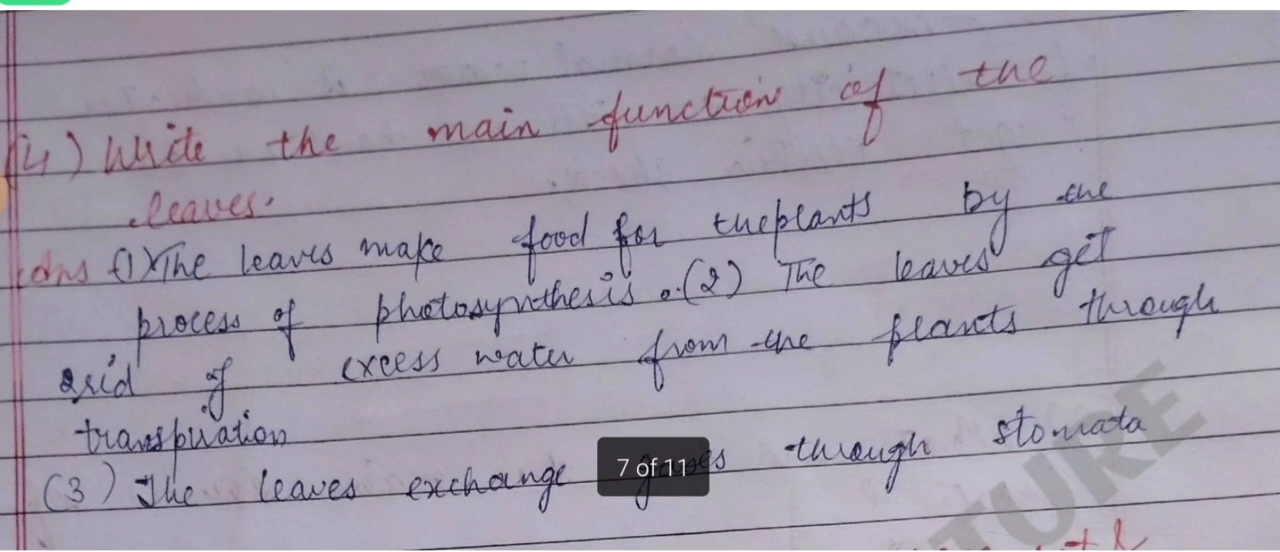 (4) Write the main function of the
leaves.
Ans (1) The leaves make food for the plants by the
process of photosynthesis. (2) The leaves get
rid of excess water from the plants through
transpiration
(3) The leaves exchange gases through stomata
7 of 11
TURE